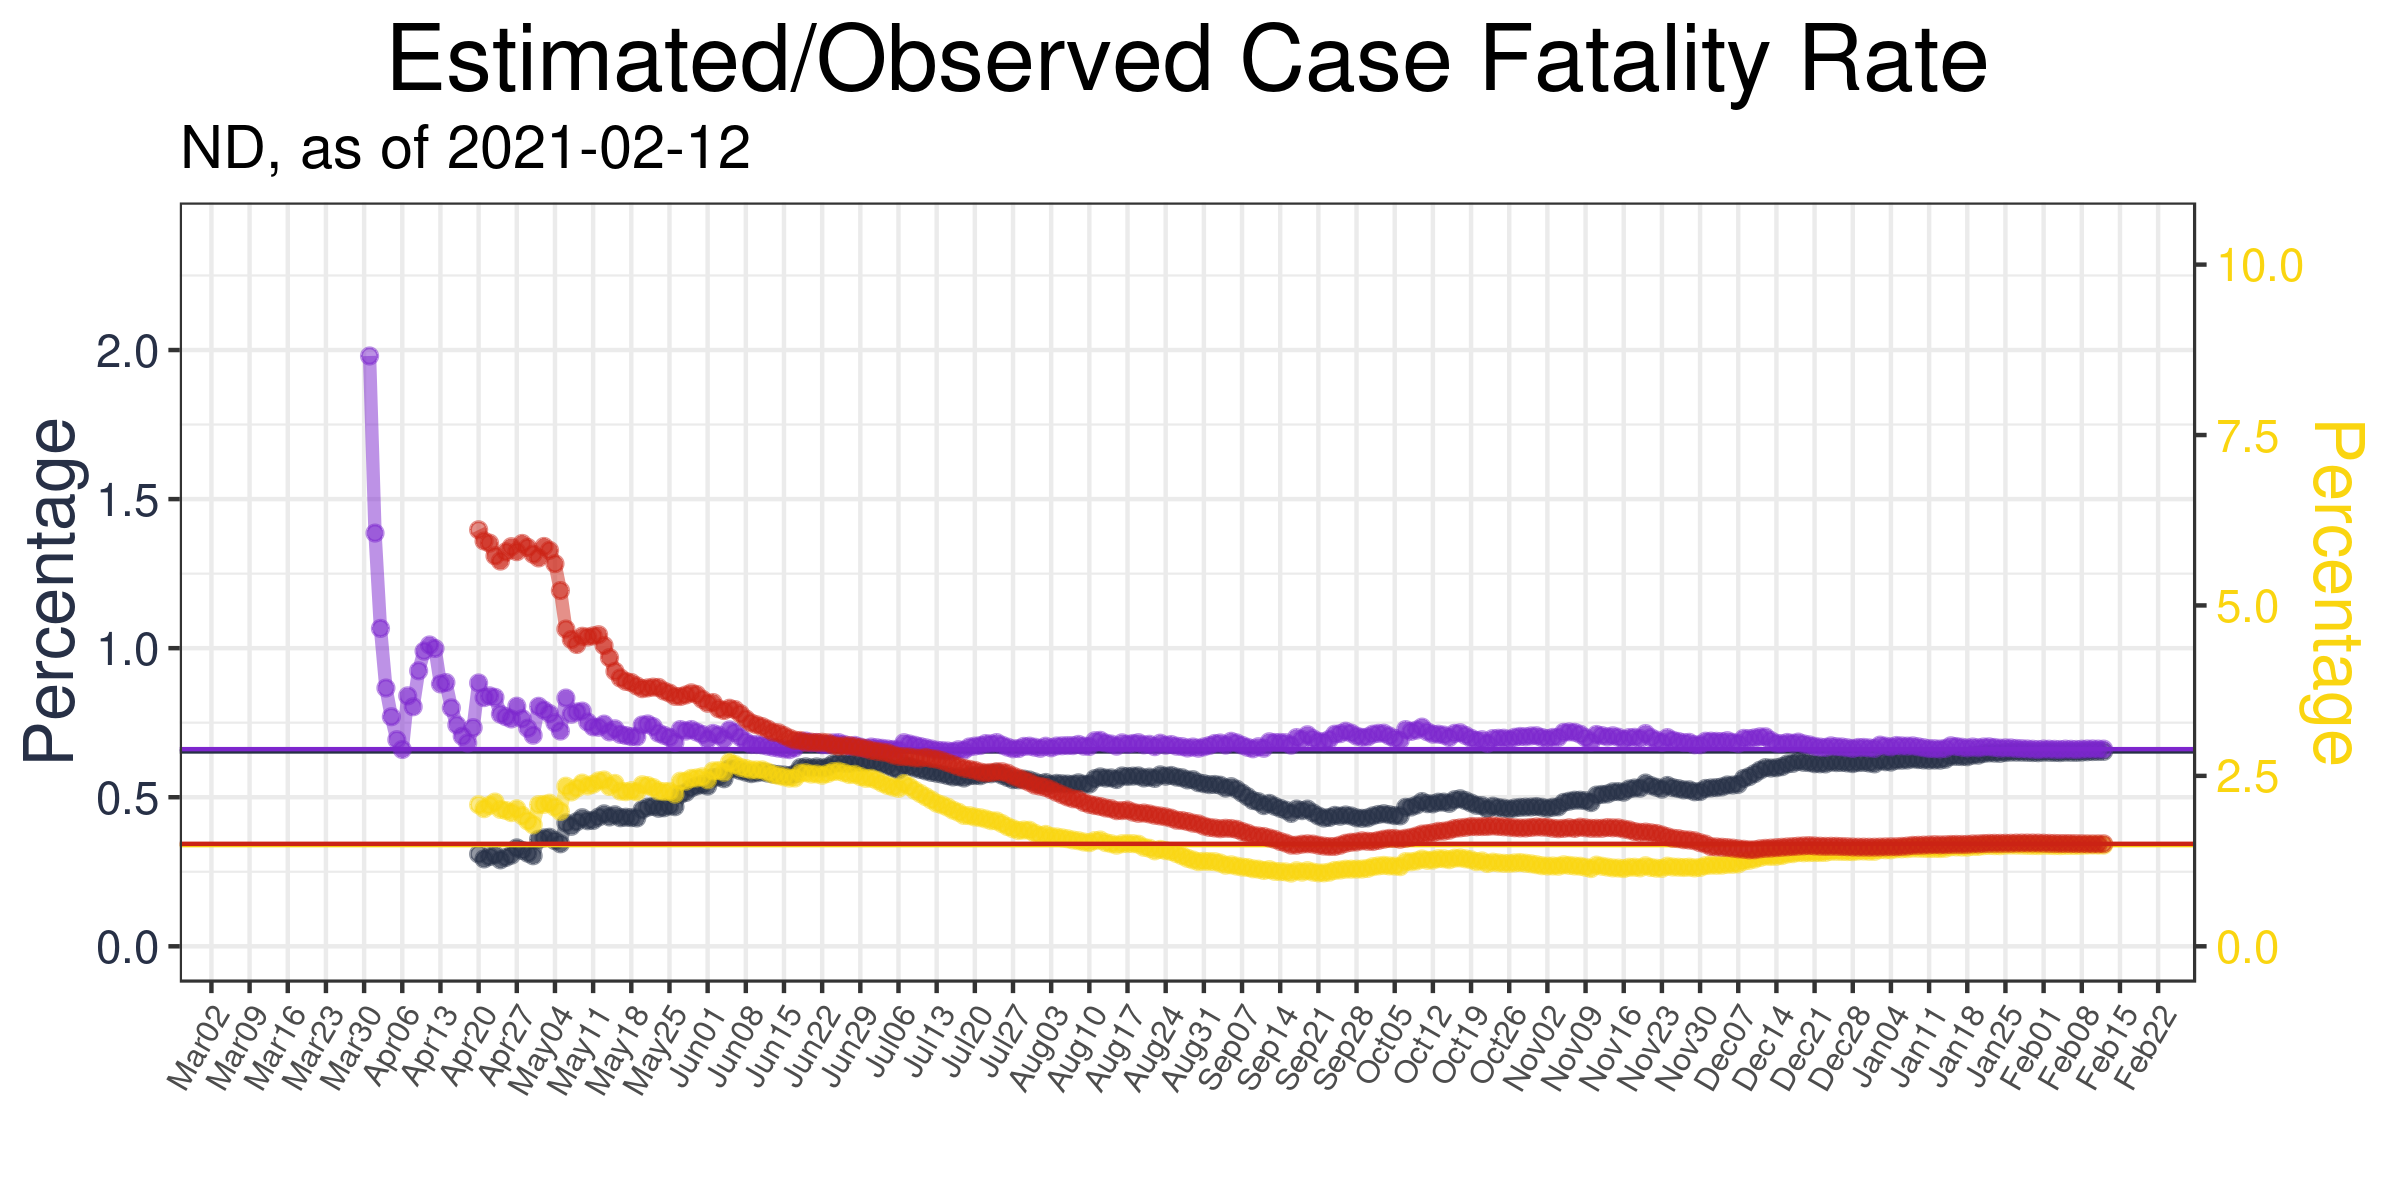 Estimated/Observed Case Fatality Rate
ND, as of 2021-02-12
Percentage
2.0
1.5
1.0
0.5
0.0
10.0
7.5
5.0
2.5
0.0
Percentage
Mar02
Mar09
Mar16
Mar23
Mar30
Apr06
Apr13
Apr20
Apr27
May04
May11
May18
May25
Jun01
Jun08
Jun15
Jun22
Jun29
Jul06
Jul13
Jul20
Jul27
Aug03
Aug10
Aug17
Aug24
Aug31
Sep07
Sep14
Sep21
Sep28
Oct05
Oct12
Oct19
Oct26
Nov02
Nov09
Nov16
Nov23
Nov30
Dec07
Dec14
Dec21
Dec28
Jan04
Jan11
Jan18
Jan25
Feb01
Feb08
Feb15
Feb22